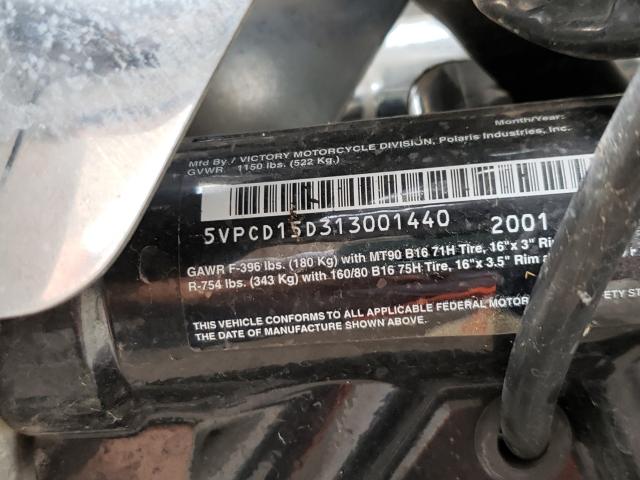 Month/Year:
Mfd By./ VICTORY MOTORCYCLE DIVISION, Polaris Industries, Inc.
GVWR 1150 lbs. (522 Kg.)
5VPCD15D313001440 2001
GAWR F-396 lbs. (180 Kg) with MT90 B16 71H Tire, 16"x 3"
R-754 lbs. (343 Kg) with 160/80 B16 75H Tire, 16"x 3.5" Rim
THIS VEHICLE CONFORMS TO ALL APPLICABLE FEDERAL MOTOR
THE DATE OF MANUFACTURE SHOWN ABOVE.